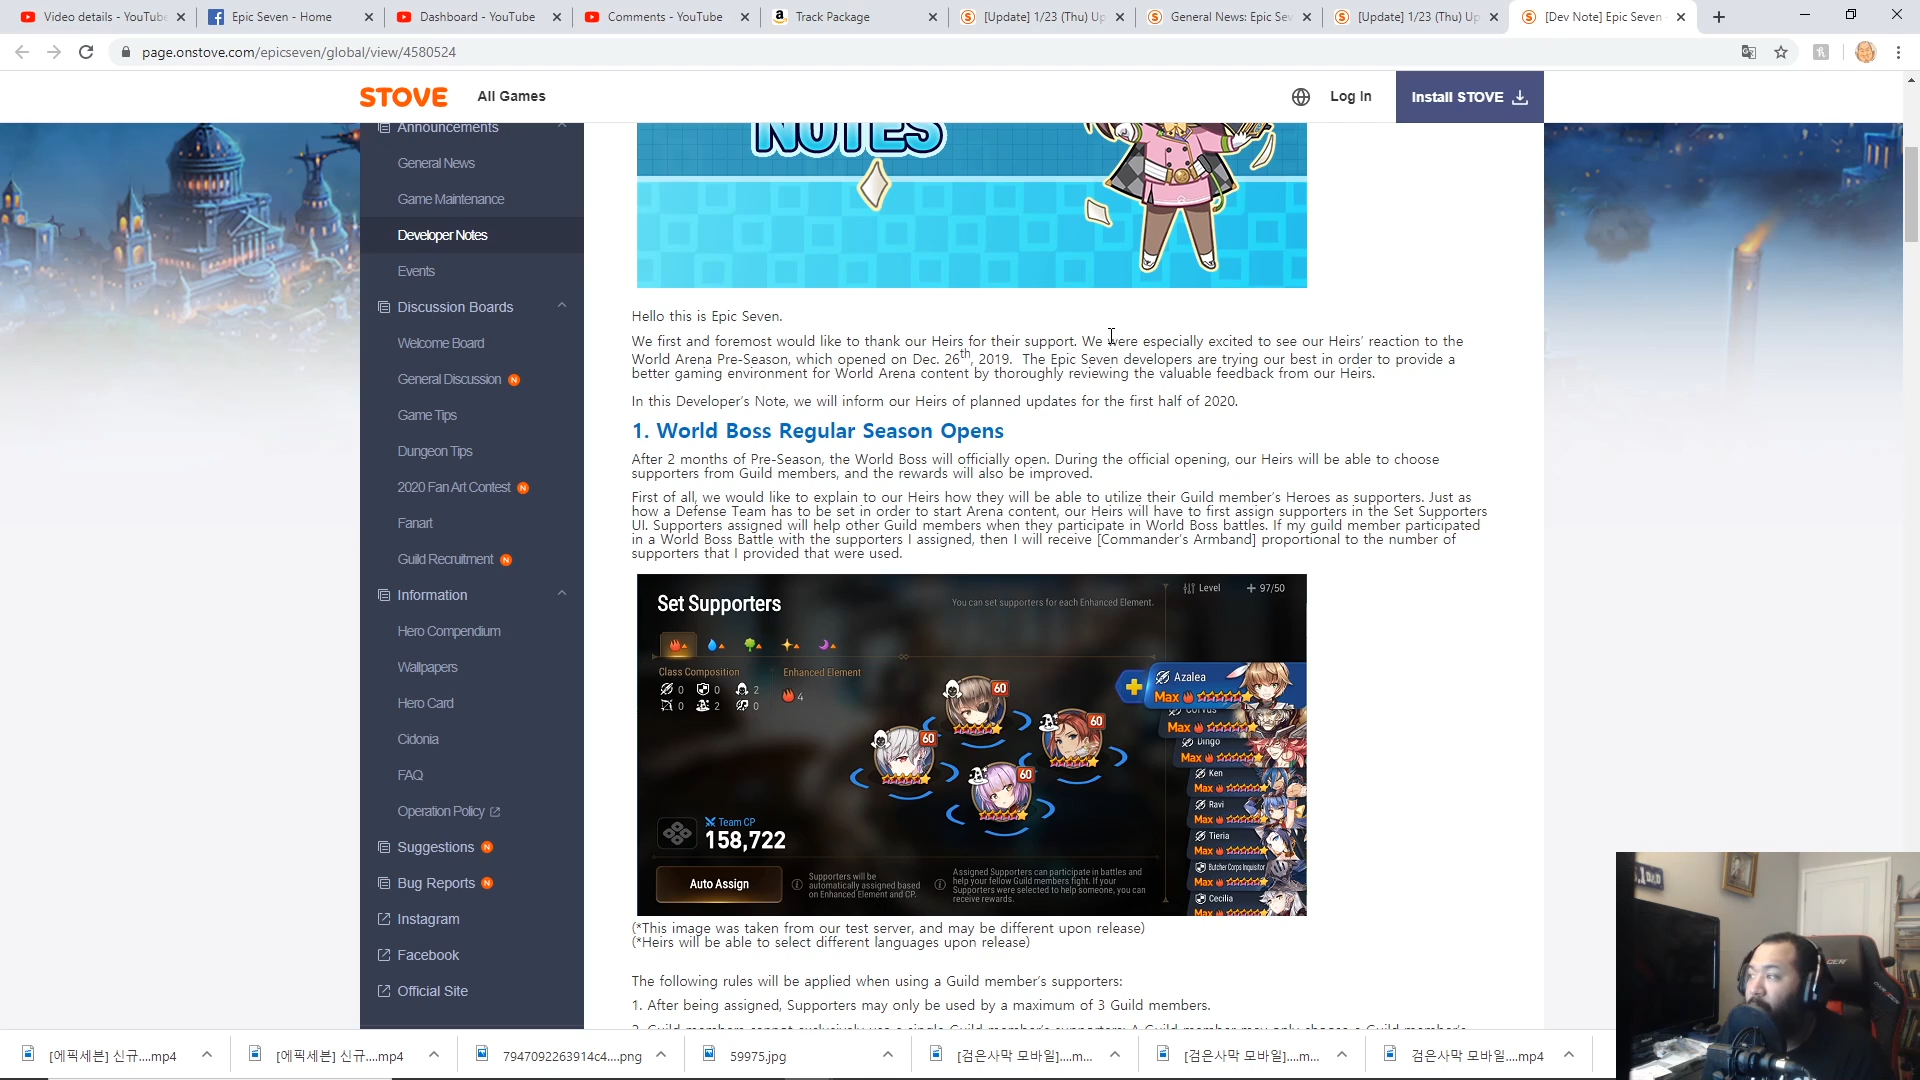 Video details - YouTube
Epic Seven - Home
Dashboard - YouTube
Comments - YouTube
Track Package
[Update] 1/23 (Thu) Up
General News: Epic Sev
[Update] 1/23 (Thu) Up
[Dev Note] Epic Seven
page.onstove.com/epicseven/global/view/4580524
STOVE
All Games
Log In
Install STOVE
Announcements
General News
Game Maintenance
Developer Notes
Events
Discussion Boards
Welcome Board
General Discussion N
Game Tips
Dungeon Tips
2020 Fan Art Contest N
Fanart
Guild Recruitment N
Information
Hero Compendium
Wallpapers
Hero Card
Cidonia
FAQ
Operation Policy
Suggestions N
Bug Reports N
Instagram
Facebook
Official Site
NOTES
Hello this is Epic Seven.
We first and foremost would like to thank our Heirs for their support. We were especially excited to see our Heirs' reaction to the
World Arena Pre-Season, which opened on Dec. 26th, 2019. The Epic Seven developers are trying our best in order to provide a
better gaming environment for World Arena content by thoroughly reviewing the valuable feedback from our Heirs.
In this Developer's Note, we will inform our Heirs of planned updates for the first half of 2020.
1. World Boss Regular Season Opens
After 2 months of Pre-Season, the World Boss will officially open. During the official opening, our Heirs will be able to choose
supporters from Guild members, and the rewards will also be improved.
First of all, we would like to explain to our Heirs how they will be able to utilize their Guild member's Heroes as supporters. Just as
how a Defense Team has to be set in order to start Arena content, our Heirs will have to first assign supporters in the Set Supporters
UI. Supporters assigned will help other Guild members when they participate in World Boss battles. If my guild member participated
in a World Boss Battle with the supporters I assigned, then I will receive [Commander's Armband] proportional to the number of
supporters that I provided that were used.
Set Supporters
You can set supporters for each Enhanced Element.
Level
97/50
Class Composition
Enhanced Element
0 0 2
0 2 0
4
60
60
60
60
Azalea
Max
Corvus
Max
Dingo
Max
Ken
Max
Ravi
Max
Tieria
Max
Butcher Corps Inquisitor
Max
Cecilia
Max
Team CP
158,722
Auto Assign
Supporters will be
automatically assigned based
on Enhanced Element and CP.
Assigned Supporters can participate in battles and
help your fellow Guild members fight. If your
Supporters were selected to help someone, you can
receive rewards.
(*This image was taken from our test server, and may be different upon release)
(*Heirs will be able to select different languages upon release)
The following rules will be applied when using a Guild member's supporters:
1. After being assigned, Supporters may only be used by a maximum of 3 Guild members.
[에픽세븐] 신규....mp4
[에픽세븐] 신규....mp4
7947092263914c4....png
59975.jpg
[검은사막 모바일]....m...
[검은사막 모바일]....m...
검은사막 모바일....mp4